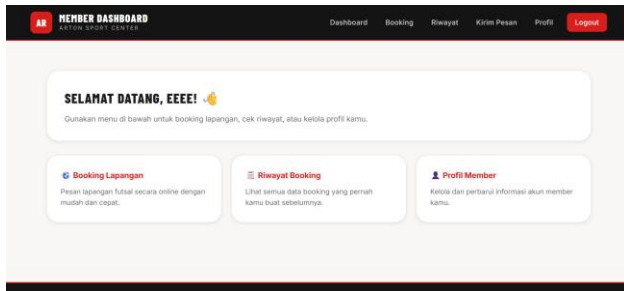 AR
MEMBER DASHBOARD
ARTON SPORT CENTER
Dashboard Booking Riwayat Kirim Pesan Profil Logout
SELAMAT DATANG, EEEE! 👋
Gunakan menu di bawah untuk booking lapangan, cek riwayat, atau kelola profil kamu.
Booking Lapangan
Pesan lapangan futsal secara online dengan
mudah dan cepat.
Riwayat Booking
Lihat semua data booking yang pernah
kamu buat sebelumnya.
Profil Member
Kelola dan perbarui informasi akun member
kamu.